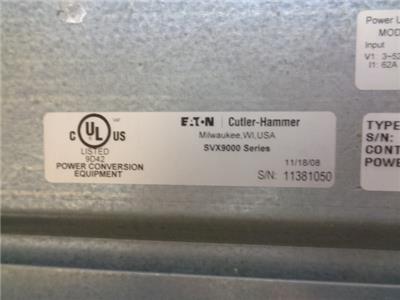 C UL US
LISTED
9D42
POWER CONVERSION
EQUIPMENT
EATON Cutler-Hammer
Milwaukee,WI,USA
SVX9000 Series
11/18/08
S/N: 11381050
Power U
MOD
Input
V1: 3~52
I1: 62A
TYPE
S/N:
CONT
POWE